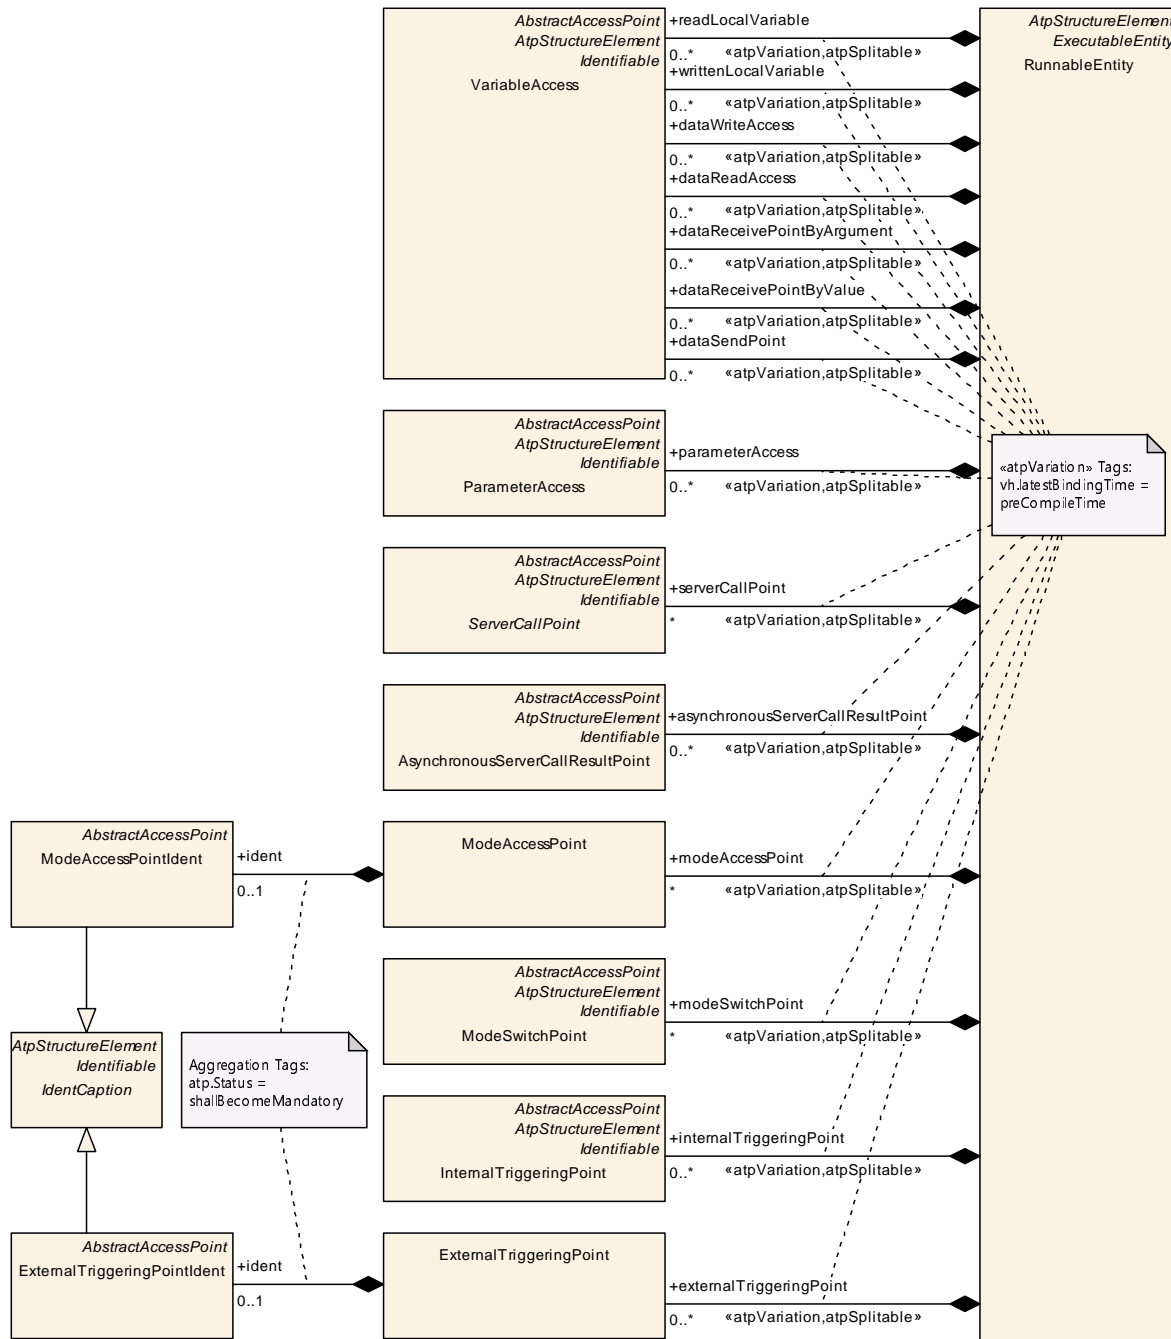 AbstractAccessPoint
AtpStructureElement
Identifiable
VariableAccess
+readLocalVariable
0..* «atpVariation,atpSplitable»
+writtenLocalVariable
0..* «atpVariation,atpSplitable»
+dataWriteAccess
0..* «atpVariation,atpSplitable»
+dataReadAccess
0..* «atpVariation,atpSplitable»
+dataReceivePointByArgument
0..* «atpVariation,atpSplitable»
+dataReceivePointByValue
0..* «atpVariation,atpSplitable»
+dataSendPoint
0..* «atpVariation,atpSplitable»
AtpStructureElement
ExecutableEntity
RunnableEntity
AbstractAccessPoint
AtpStructureElement
Identifiable
ParameterAccess
+parameterAccess
0..* «atpVariation,atpSplitable»
«atpVariation» Tags:
vh.latestBindingTime =
preCompileTime
AbstractAccessPoint
AtpStructureElement
Identifiable
ServerCallPoint
+serverCallPoint
* «atpVariation,atpSplitable»
AbstractAccessPoint
AtpStructureElement
Identifiable
AsynchronousServerCallResultPoint
+asynchronousServerCallResultPoint
0..* «atpVariation,atpSplitable»
AbstractAccessPoint
ModeAccessPointIdent
+ident
0..1
ModeAccessPoint
+modeAccessPoint
* «atpVariation,atpSplitable»
AbstractAccessPoint
AtpStructureElement
Identifiable
ModeSwitchPoint
+modeSwitchPoint
* «atpVariation,atpSplitable»
AtpStructureElement
Identifiable
IdentCaption
Aggregation Tags:
atp.Status =
shallBecomeMandatory
AbstractAccessPoint
AtpStructureElement
Identifiable
InternalTriggeringPoint
+internalTriggeringPoint
0..* «atpVariation,atpSplitable»
AbstractAccessPoint
ExternalTriggeringPointIdent
+ident
0..1
ExternalTriggeringPoint
+externalTriggeringPoint
0..* «atpVariation,atpSplitable»